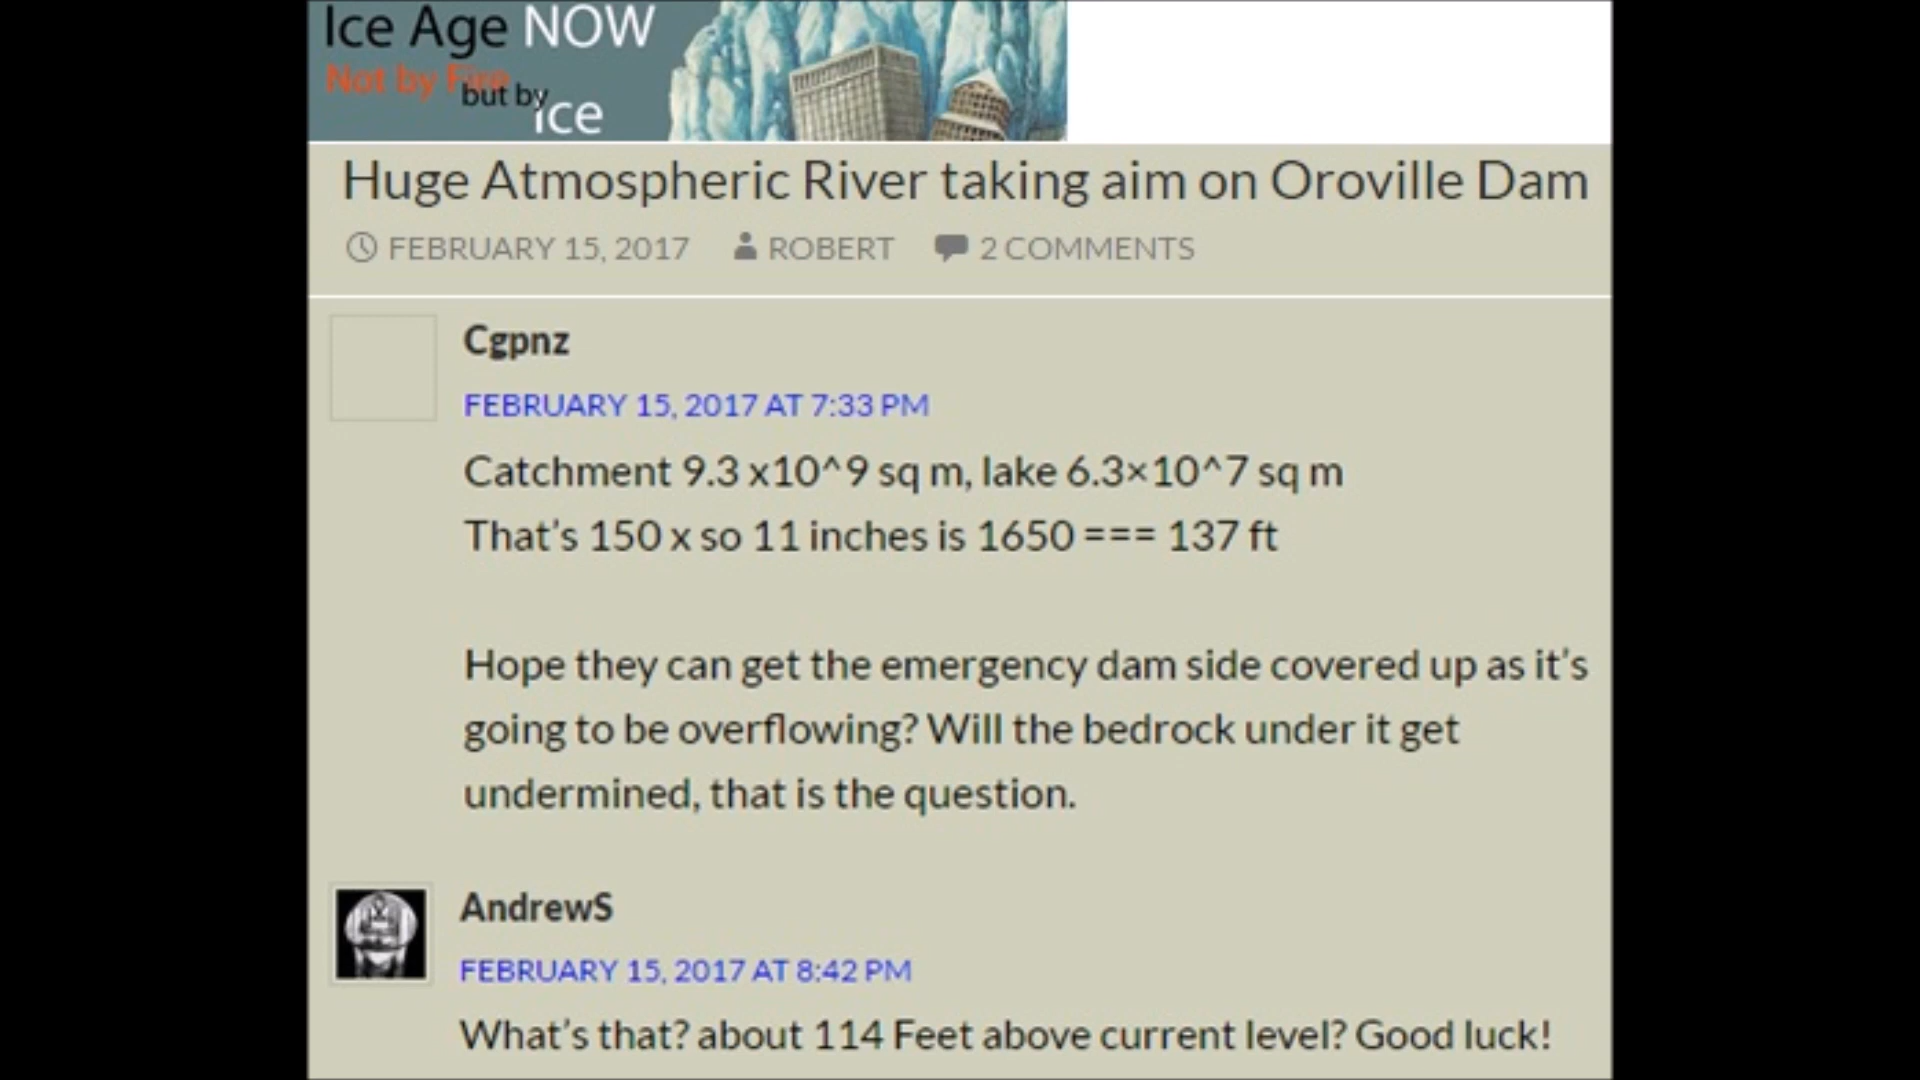 Ice Age NOW
Not by Fire
but by
ice
Huge Atmospheric River taking aim on Oroville Dam
FEBRUARY 15, 2017 ROBERT 2 COMMENTS
Cgpnz
FEBRUARY 15, 2017 AT 7:33 PM
Catchment 9.3 x10^9 sq m, lake 6.3×10^7 sq m
That’s 150 x so 11 inches is 1650 === 137 ft
Hope they can get the emergency dam side covered up as it’s
going to be overflowing? Will the bedrock under it get
undermined, that is the question.
AndrewS
FEBRUARY 15, 2017 AT 8:42 PM
What’s that? about 114 Feet above current level? Good luck!